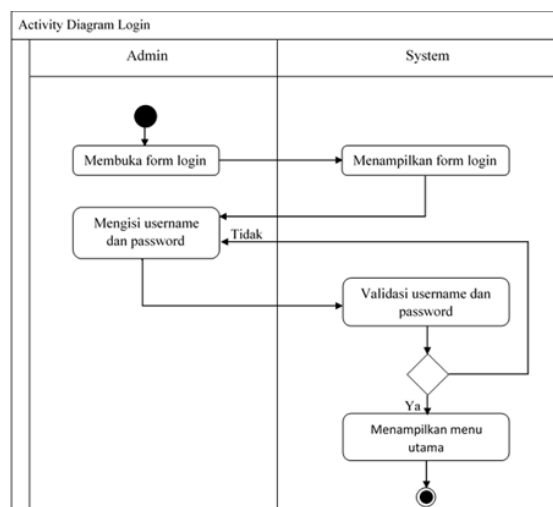 Activity Diagram Login
Admin
System
Membuka form login
Menampilkan form login
Mengisi username
dan password
Tidak
Validasi username dan
password
Ya
Menampilkan menu
utama